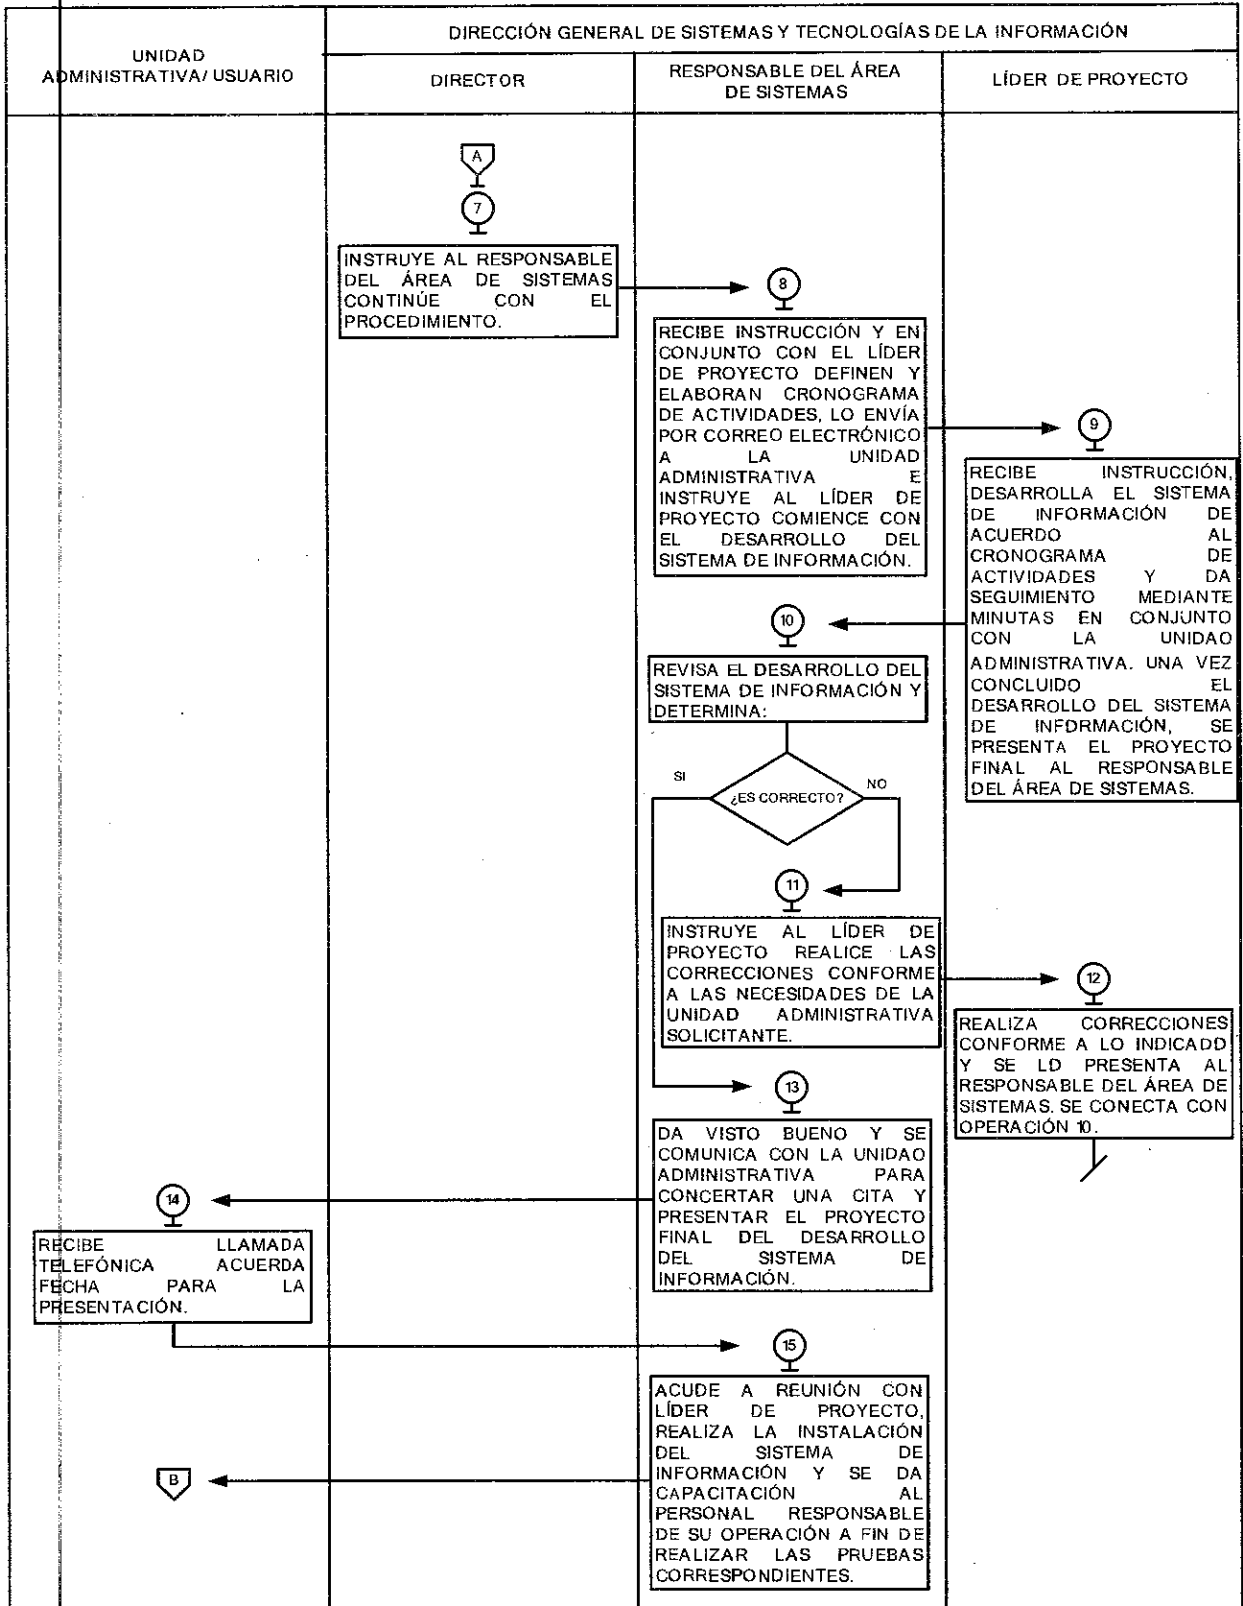 DIRECCIÓN GENERAL DE SISTEMAS Y TECNOLOGÍAS DE LA INFORMACIÓN
UNIDAD
ADMINISTRATIVA/ USUARIO
DIRECTOR
RESPONSABLE DEL ÁREA
DE SISTEMAS
LÍDER DE PROYECTO
A
7
INSTRUYE AL RESPONSABLE
DEL ÁREA DE SISTEMAS
CONTINÚE CON EL
PROCEDIMIENTO.
8
RECIBE INSTRUCCIÓN Y EN
CONJUNTO CON EL LÍDER
DE PROYECTO DEFINEN Y
ELABORAN CRONOGRAMA
DE ACTIVIDADES, LO ENVÍA
POR CORREO ELECTRÓNICO
A LA UNIDAD
ADMINISTRATIVA E
INSTRUYE AL LÍDER DE
PROYECTO COMIENCE CON
EL DESARROLLO DEL
SISTEMA DE INFORMACIÓN.
9
RECIBE INSTRUCCIÓN,
DESARROLLA EL SISTEMA
DE INFORMACIÓN DE
ACUERDO AL
CRONOGRAMA DE
ACTIVIDADES Y DA
SEGUIMIENTO MEDIANTE
MINUTAS EN CONJUNTO
CON LA UNIDAD
ADMINISTRATIVA. UNA VEZ
CONCLUIDO EL
DESARROLLO DEL SISTEMA
DE INFORMACIÓN, SE
PRESENTA EL PROYECTO
FINAL AL RESPONSABLE
DEL ÁREA DE SISTEMAS.
10
REVISA EL DESARROLLO DEL
SISTEMA DE INFORMACIÓN Y
DETERMINA:
SI
¿ES CORRECTO?
NO
11
INSTRUYE AL LÍDER DE
PROYECTO REALICE LAS
CORRECCIONES CONFORME
A LAS NECESIDADES DE LA
UNIDAD ADMINISTRATIVA
SOLICITANTE.
12
REALIZA CORRECCIONES
CONFORME A LO INDICADO
Y SE LO PRESENTA AL
RESPONSABLE DEL ÁREA DE
SISTEMAS. SE CONECTA CON
OPERACIÓN 10.
13
DA VISTO BUENO Y SE
COMUNICA CON LA UNIDAD
ADMINISTRATIVA PARA
CONCERTAR UNA CITA Y
PRESENTAR EL PROYECTO
FINAL DEL DESARROLLO
DEL SISTEMA DE
INFORMACIÓN.
14
RECIBE LLAMADA
TELEFÓNICA ACUERDA
FECHA PARA LA
PRESENTACIÓN.
15
ACUDE A REUNIÓN CON
LÍDER DE PROYECTO,
REALIZA LA INSTALACIÓN
DEL SISTEMA DE
INFORMACIÓN Y SE DA
CAPACITACIÓN AL
PERSONAL RESPONSABLE
DE SU OPERACIÓN A FIN DE
REALIZAR LAS PRUEBAS
CORRESPONDIENTES.
B